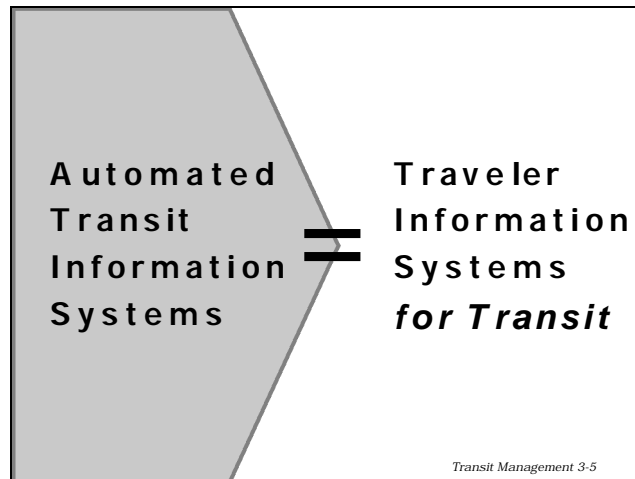 Automated
Transit
Information
Systems
=
Traveler
Information
Systems
for Transit
Transit Management 3-5